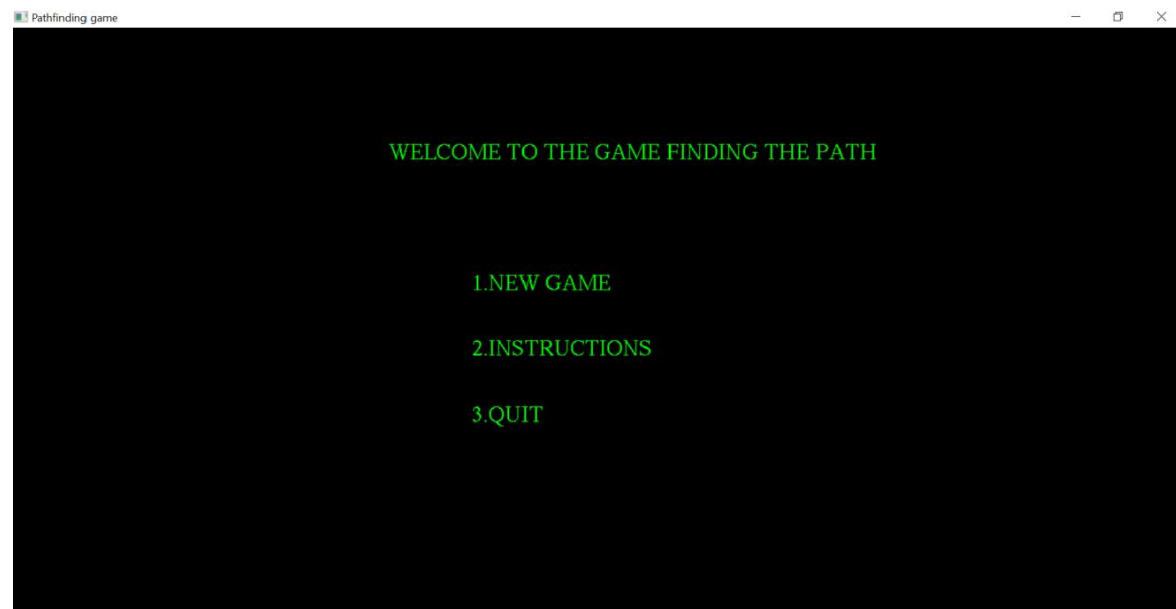 Pathfinding game
WELCOME TO THE GAME FINDING THE PATH
1.NEW GAME
2.INSTRUCTIONS
3.QUIT